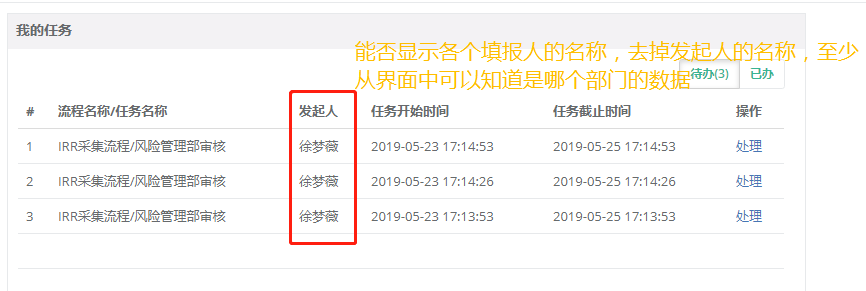 我的任务
能否显示各个填报人的名称，去掉发起人的名称，至少
从界面中可以知道是哪个部门的数据
待办(3) 已办
# 流程名称/任务名称 发起人 任务开始时间 任务截止时间 操作
1 IRR采集流程/风险管理部审核 徐梦薇 2019-05-23 17:14:53 2019-05-25 17:14:53 处理
2 IRR采集流程/风险管理部审核 徐梦薇 2019-05-23 17:14:26 2019-05-25 17:14:26 处理
3 IRR采集流程/风险管理部审核 徐梦薇 2019-05-23 17:13:53 2019-05-25 17:13:53 处理